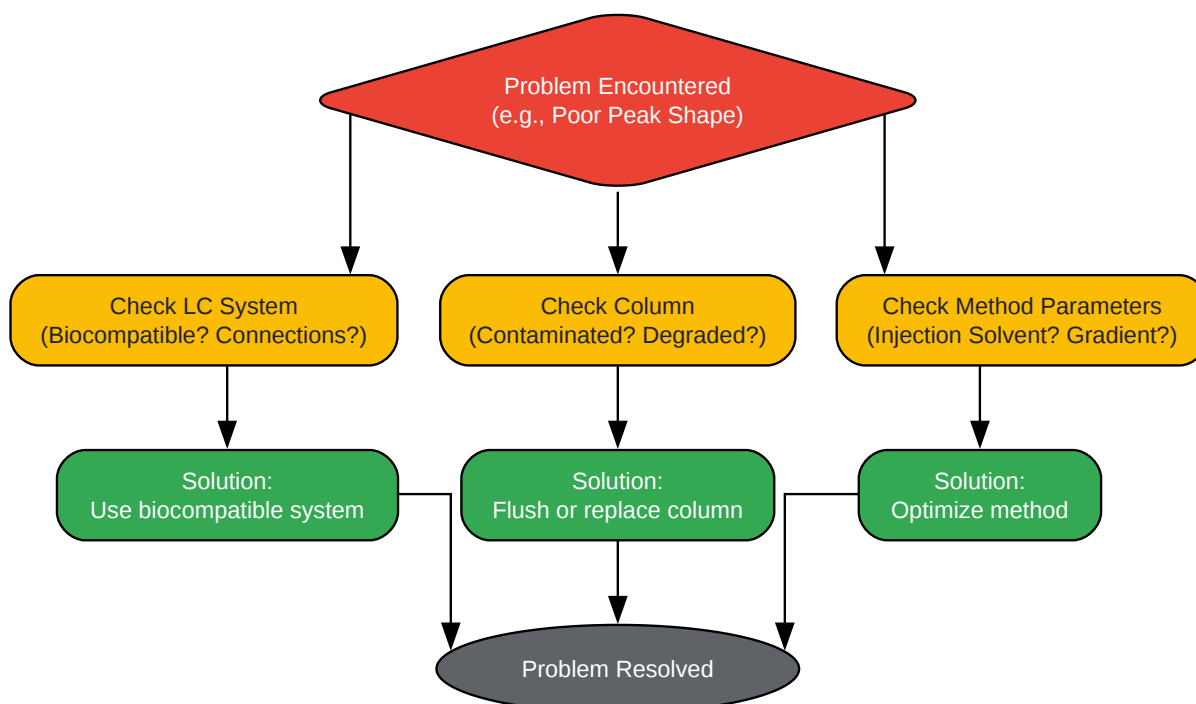 Problem Encountered
(e.g., Poor Peak Shape)
Check LC System
(Biocompatible? Connections?)
Check Column
(Contaminated? Degraded?)
Check Method Parameters
(Injection Solvent? Gradient?)
Solution:
Use biocompatible system
Solution:
Flush or replace column
Solution:
Optimize method
Problem Resolved